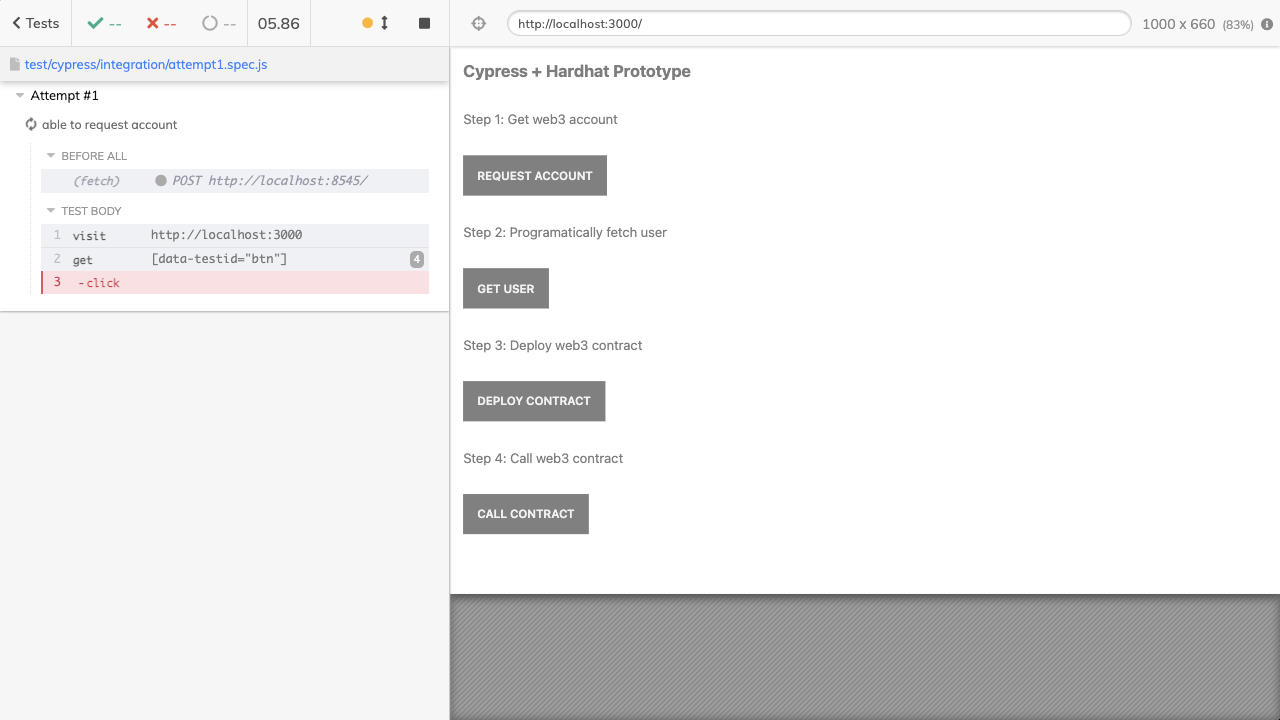 Tests -- -- -- 05.86
http://localhost:3000/ 1000 x 660 (83%)
test/cypress/integration/attempt1.spec.js
Attempt #1
able to request account
BEFORE ALL
(fetch) POST http://localhost:8545/
TEST BODY
1 visit http://localhost:3000
2 get [data-testid="btn"] 4
3 -click
Cypress + Hardhat Prototype
Step 1: Get web3 account
REQUEST ACCOUNT
Step 2: Programatically fetch user
GET USER
Step 3: Deploy web3 contract
DEPLOY CONTRACT
Step 4: Call web3 contract
CALL CONTRACT